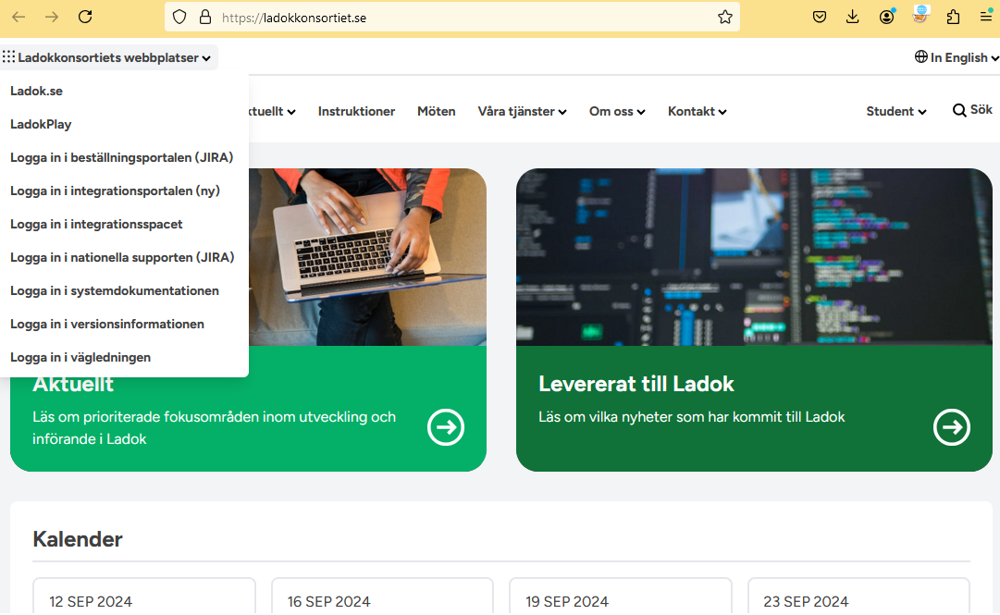 https://ladokkonsortiet.se
Ladokkonsortiets webbplatser
In English
Ladok.se
LadokPlay
Logga in i beställningsportalen (JIRA)
Logga in i integrationsportalen (ny)
Logga in i integrationsspacet
Logga in i nationella supporten (JIRA)
Logga in i systemdokumentationen
Logga in i versionsinformationen
Logga in i vägledningen
ktuellt
Instruktioner
Möten
Våra tjänster
Om oss
Kontakt
Student
Sök
Aktuellt
Läs om prioriterade fokusområden inom utveckling och
införande i Ladok
Levererat till Ladok
Läs om vilka nyheter som har kommit till Ladok
Kalender
12 SEP 2024
16 SEP 2024
19 SEP 2024
23 SEP 2024